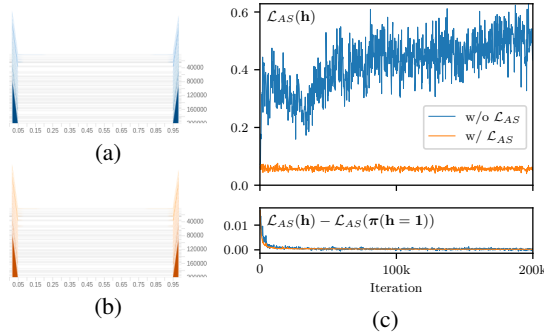 40000
80000
120000
160000
200000
0.05 0.15 0.25 0.35 0.45 0.55 0.65 0.75 0.85 0.95
(a)
40000
80000
120000
160000
200000
0.05 0.15 0.25 0.35 0.45 0.55 0.65 0.75 0.85 0.95
(b)
0.6
0.4
0.2
0.0
ℒ_AS(𝐡)
w/o ℒ_AS
w/ ℒ_AS
0.01
0.00
ℒ_AS(𝐡) − ℒ_AS(𝝅(𝐡 = 𝟏))
0 100k 200k
Iteration
(c)